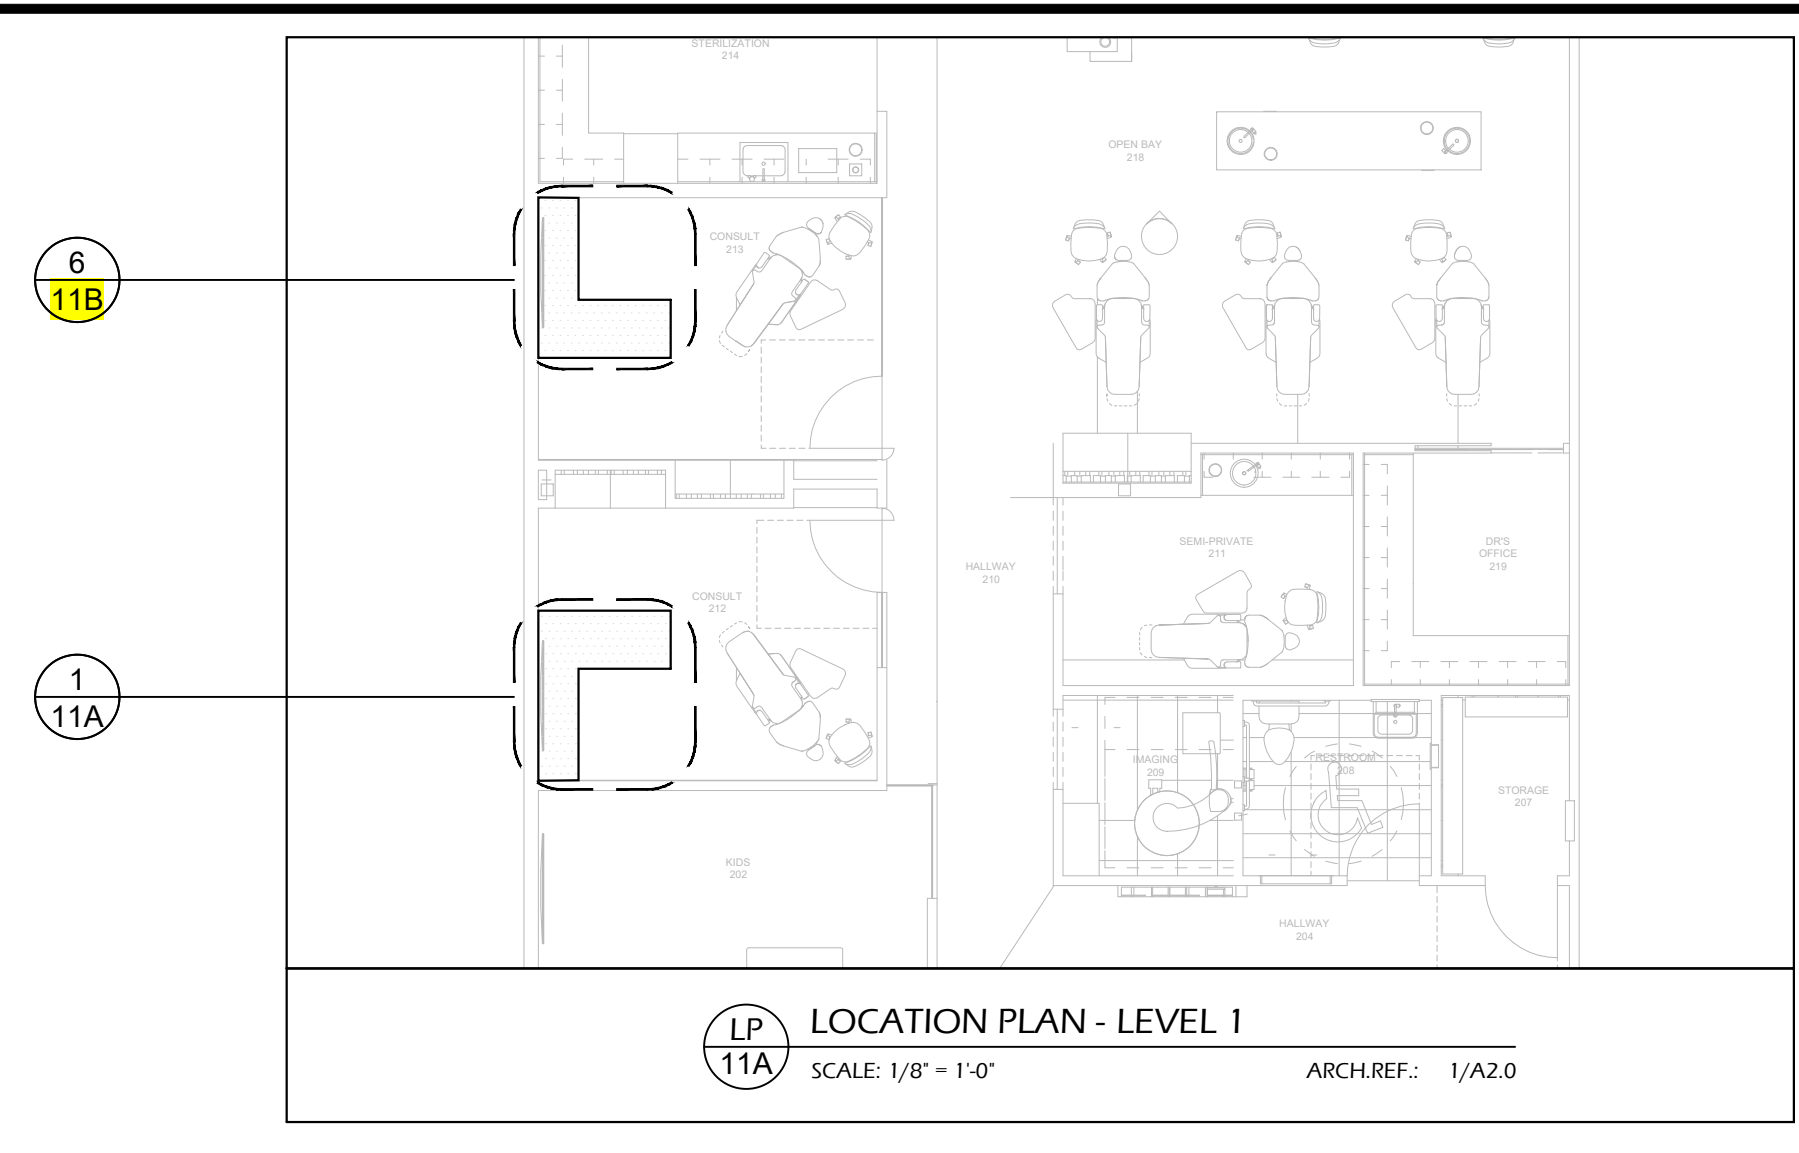 STERILIZATION
214
OPEN BAY
218
CONSULT
213
6
11B
SEMI-PRIVATE
211
DR'S
OFFICE
219
HALLWAY
210
CONSULT
212
1
11A
IMAGING
209
RESTROOM
208
STORAGE
207
KIDS
202
HALLWAY
204
LP
11A
LOCATION PLAN - LEVEL 1
SCALE: 1/8" = 1'-0"
ARCH.REF.: 1/A2.0